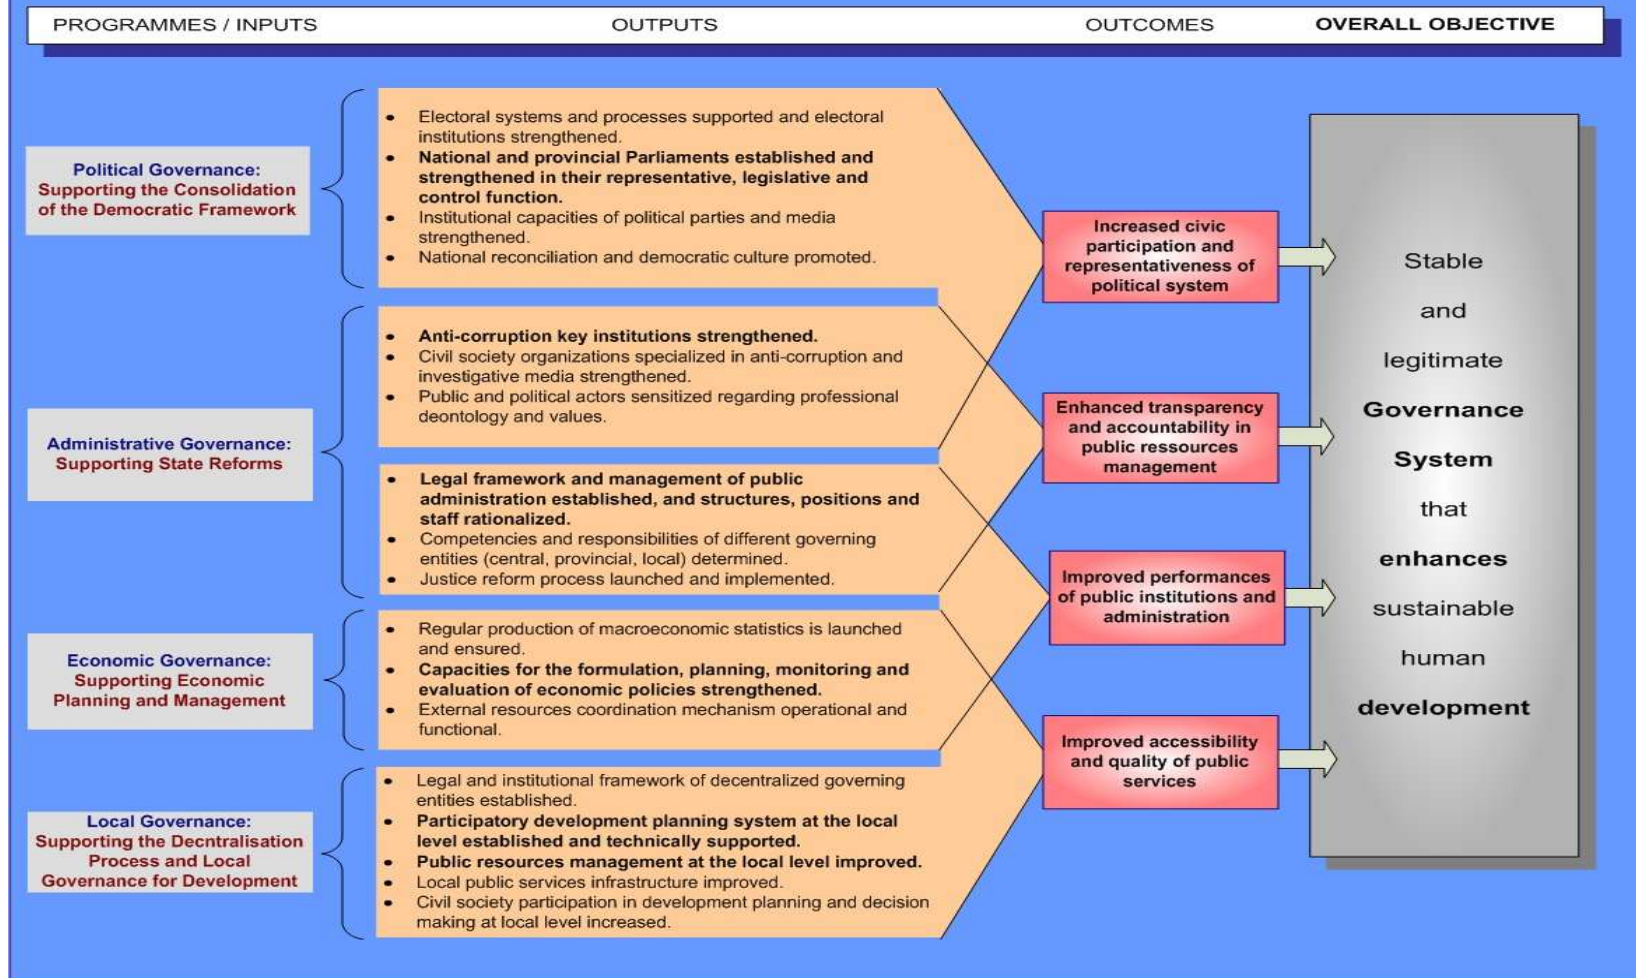 PROGRAMMES / INPUTS
OUTPUTS
OUTCOMES
OVERALL OBJECTIVE
Political Governance:
Supporting the Consolidation
of the Democratic Framework
• Electoral systems and processes supported and electoral
institutions strengthened.
• National and provincial Parliaments established and
strengthened in their representative, legislative and
control function.
• Institutional capacities of political parties and media
strengthened.
• National reconciliation and democratic culture promoted.
Administrative Governance:
Supporting State Reforms
• Anti-corruption key institutions strengthened.
• Civil society organizations specialized in anti-corruption and
investigative media strengthened.
• Public and political actors sensitized regarding professional
deontology and values.
• Legal framework and management of public
administration established, and structures, positions and
staff rationalized.
• Competencies and responsibilities of different governing
entities (central, provincial, local) determined.
• Justice reform process launched and implemented.
Economic Governance:
Supporting Economic
Planning and Management
• Regular production of macroeconomic statistics is launched
and ensured.
• Capacities for the formulation, planning, monitoring and
evaluation of economic policies strengthened.
• External resources coordination mechanism operational and
functional.
Local Governance:
Supporting the Decntralisation
Process and Local
Governance for Development
• Legal and institutional framework of decentralized governing
entities established.
• Participatory development planning system at the local
level established and technically supported.
• Public resources management at the local level improved.
• Local public services infrastructure improved.
• Civil society participation in development planning and decision
making at local level increased.
Increased civic
participation and
representativeness of
political system
Enhanced transparency
and accountability in
public ressources
management
Improved performances
of public institutions and
administration
Improved accessibility
and quality of public
services
Stable
and
legitimate
Governance
System
that
enhances
sustainable
human
development